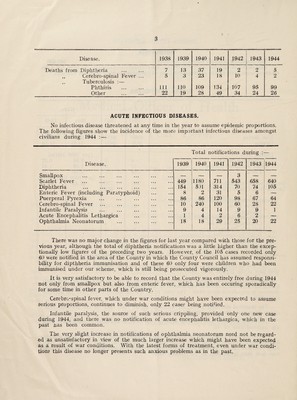 3
Disease. 1938 1939 1940 1941 1942 1943 1944
Deaths from Diphtheria ... ... ... 7 13 37 19 2 2 5
„ Cerebro-spinal Fever ... 5 3 23 18 10 4 2
„ Tuberculosis :—
Phthisis ... ... ... 111 119 109 134 107 95 90
Other ... ... ... 22 19 28 49 34 24 26
ACUTE INFECTIOUS DISEASES.
No infectious disease threatened at any time in the year to assume epidemic proportions.
The following figures show the incidence of the more important infectious diseases amongst
civilians during 1944 :—
Total notifications during :—
Disease. 1939 1940 1941 1942 1943 1944
Smallpox ... — — — 3 — —
Scarlet Fever ... 449 1180 711 543 658 640
Diphtheria ... 154 501 314 70 74 105
Enteric Fever (including Paratyphoid) ... 8 2 31 5 6 —
Puerperal Pyrexia ... 86 86 120 98 67 64
Cerebro-spinal Fever ... 10 240 100 60 28 22
Infantile Paralysis ... 9 4 14 8 6 1
Acute Encephalitis Lethargica ... 1 4 2 6 2 —
Ophthalmia Neonatorum ... 18 18 29 25 20 22
There was no major change in the figures for last year compared with those for the pre-
vious year, although the total of diphtheria notifications was a little higher than the excep-
tionally low figures of the preceding two years. However, of the 105 cases recorded only
60 were notified in the area of the County in which the County Council has assumed responsi-
bility for diphtheria immunisation and of these 60 only four were children who had been
immunised under our scheme, which is still being prosecuted vigorously.
It is very satisfactory to be able to record that the County was entirely free during 1944
not only from smallpox but also from enteric fever, which has been occurring sporadically
for some time in other parts of the Country.
Cerebro-spinal fever, which under war conditions might have been expected to assume
serious proportions, continues to diminish, only 22 cases being notified.
Infantile paralysis, the source of such serious crippling, provided only one new case
during 1944, and there was no notification of acute encephalitis lethargica, which in the
past has been common.
The very slight increase in notifications of ophthalmia neonatorum need not be regard-
ed as unsatisfactory in view of the much larger increase which might have been expected
as a result of war conditions. With the latest forms of treatment, even under war condi-
tions this disease no longer presents such anxious problems as in the past.